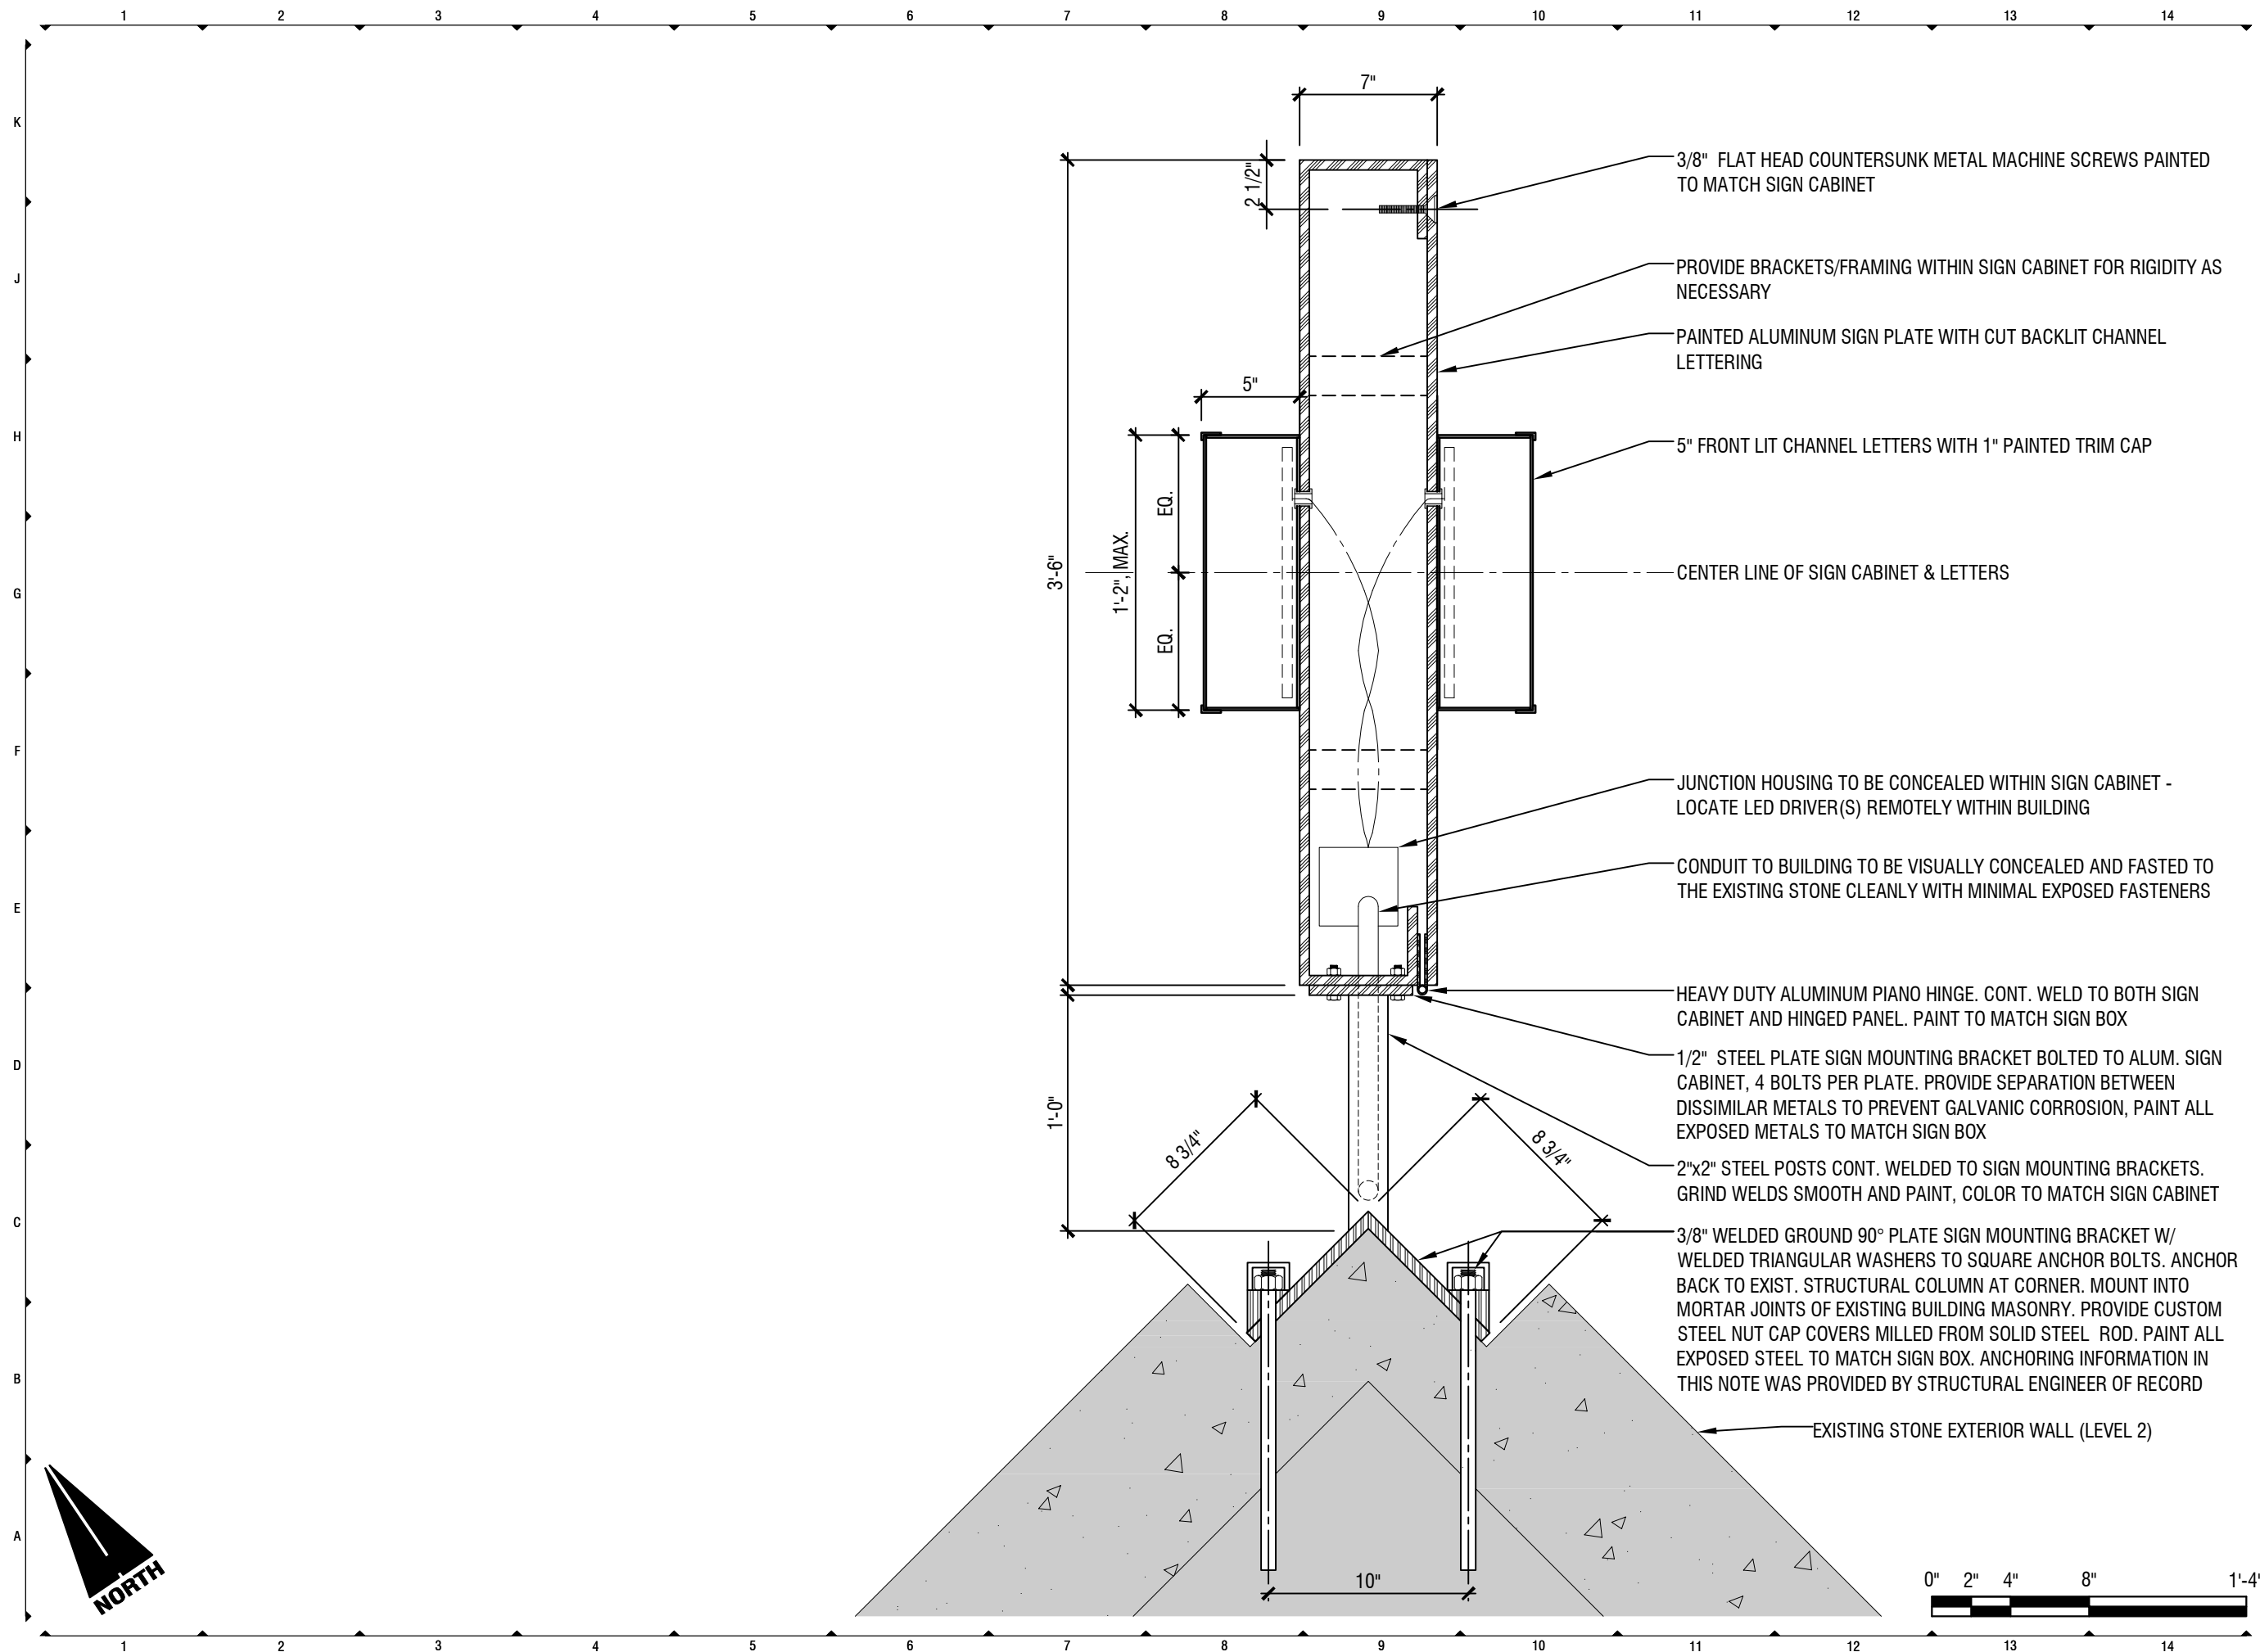 1 2 3 4 5 6 7 8 9 10 11 12 13 14
K
J
H
G
F
E
D
C
B
A
7"
2 1/2"
5"
3'-6"
1'-2", MAX.
EQ.
EQ.
1'-0"
8 3/4"
8 3/4"
10"
3/8" FLAT HEAD COUNTERSUNK METAL MACHINE SCREWS PAINTED
TO MATCH SIGN CABINET
PROVIDE BRACKETS/FRAMING WITHIN SIGN CABINET FOR RIGIDITY AS
NECESSARY
PAINTED ALUMINUM SIGN PLATE WITH CUT BACKLIT CHANNEL
LETTERING
5" FRONT LIT CHANNEL LETTERS WITH 1" PAINTED TRIM CAP
CENTER LINE OF SIGN CABINET & LETTERS
JUNCTION HOUSING TO BE CONCEALED WITHIN SIGN CABINET -
LOCATE LED DRIVER(S) REMOTELY WITHIN BUILDING
CONDUIT TO BUILDING TO BE VISUALLY CONCEALED AND FASTED TO
THE EXISTING STONE CLEANLY WITH MINIMAL EXPOSED FASTENERS
HEAVY DUTY ALUMINUM PIANO HINGE. CONT. WELD TO BOTH SIGN
CABINET AND HINGED PANEL. PAINT TO MATCH SIGN BOX
1/2" STEEL PLATE SIGN MOUNTING BRACKET BOLTED TO ALUM. SIGN
CABINET, 4 BOLTS PER PLATE. PROVIDE SEPARATION BETWEEN
DISSIMILAR METALS TO PREVENT GALVANIC CORROSION, PAINT ALL
EXPOSED METALS TO MATCH SIGN BOX
2"x2" STEEL POSTS CONT. WELDED TO SIGN MOUNTING BRACKETS.
GRIND WELDS SMOOTH AND PAINT, COLOR TO MATCH SIGN CABINET
3/8" WELDED GROUND 90° PLATE SIGN MOUNTING BRACKET W/
WELDED TRIANGULAR WASHERS TO SQUARE ANCHOR BOLTS. ANCHOR
BACK TO EXIST. STRUCTURAL COLUMN AT CORNER. MOUNT INTO
MORTAR JOINTS OF EXISTING BUILDING MASONRY. PROVIDE CUSTOM
STEEL NUT CAP COVERS MILLED FROM SOLID STEEL ROD. PAINT ALL
EXPOSED STEEL TO MATCH SIGN BOX. ANCHORING INFORMATION IN
THIS NOTE WAS PROVIDED BY STRUCTURAL ENGINEER OF RECORD
EXISTING STONE EXTERIOR WALL (LEVEL 2)
NORTH
0" 2" 4" 8" 1'-4'
1 2 3 4 5 6 7 8 9 10 11 12 13 14